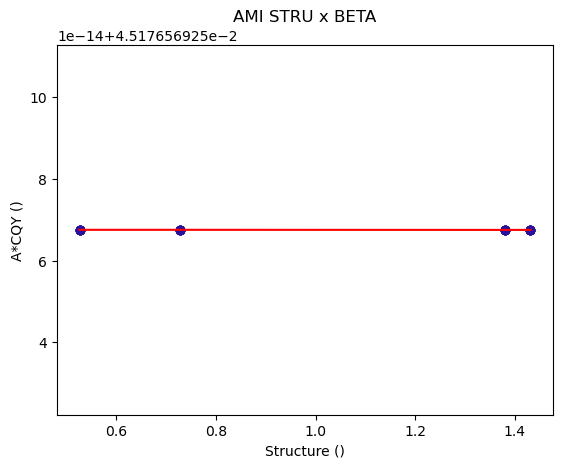 AMI STRU x BETA
1e−14+4.517656925e−2
10
8
6
4
A*CQY ()
0.6 0.8 1.0 1.2 1.4
Structure ()